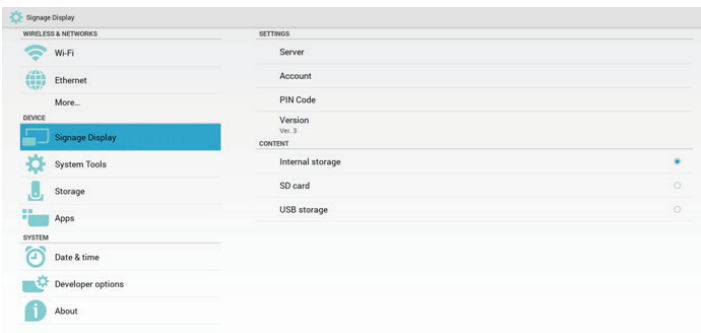 Signage Display
WIRELESS & NETWORKS
Wi-Fi
Ethernet
More...
DEVICE
Signage Display
System Tools
Storage
Apps
SYSTEM
Date & time
Developer options
About
SETTINGS
Server
Account
PIN Code
Version
Ver. 3
CONTENT
Internal storage
SD card
USB storage